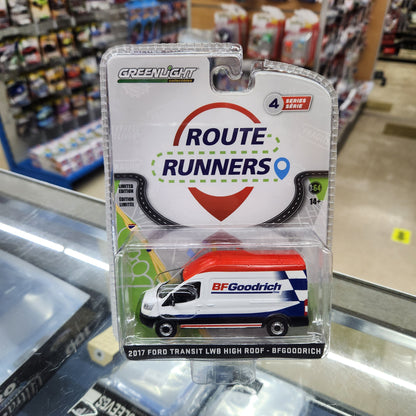 GREENLIGHT
collectibles
4 SERIES
SÉRIE
ROUTE
RUNNERS
LIMITED
EDITION
ÉDITION
LIMITÉE
1:64
14+
BFGoodrich
2017 FORD TRANSIT LWB HIGH ROOF - BFGOODRICH